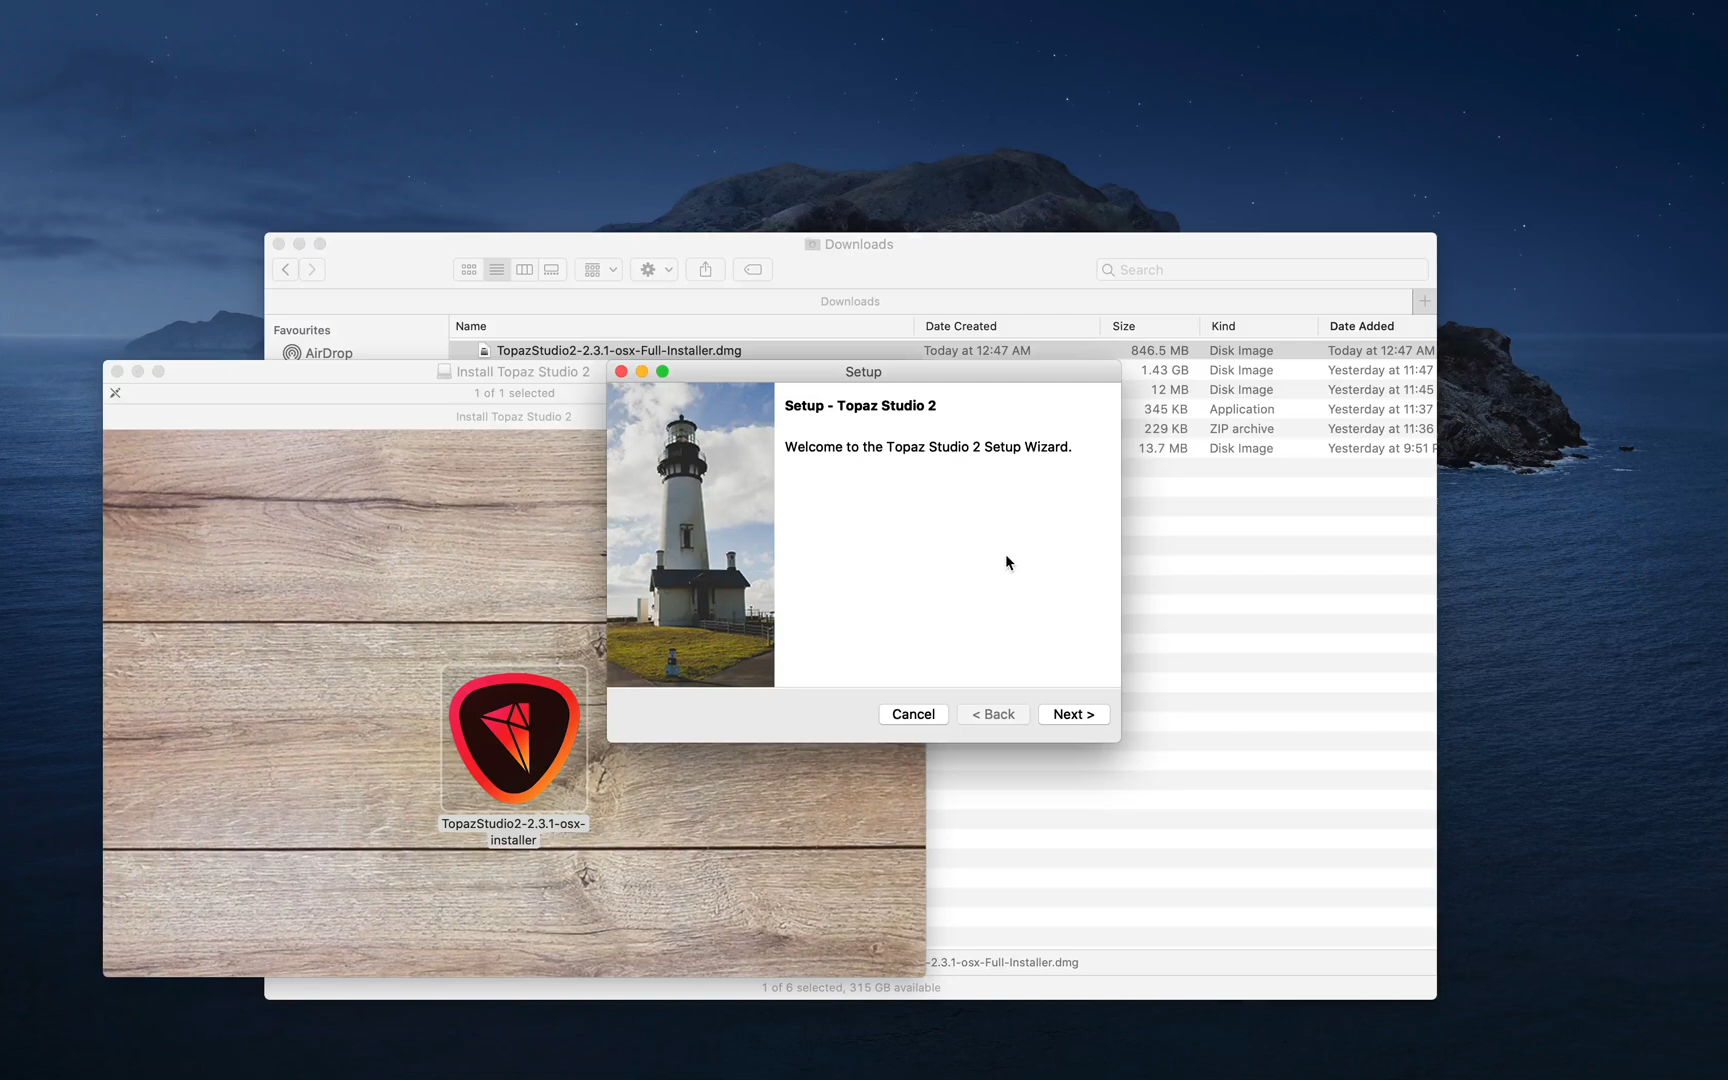 Downloads
Search
Downloads
Favourites
AirDrop
Name
Date Created
Size
Kind
Date Added
TopazStudio2-2.3.1-osx-Full-Installer.dmg
Today at 12:47 AM
846.5 MB
Disk Image
Today at 12:47 AM
1.43 GB
Disk Image
Yesterday at 11:47
12 MB
Disk Image
Yesterday at 11:45
345 KB
Application
Yesterday at 11:37
229 KB
ZIP archive
Yesterday at 11:36
13.7 MB
Disk Image
Yesterday at 9:51
Install Topaz Studio 2
1 of 1 selected
Install Topaz Studio 2
TopazStudio2-2.3.1-osx-
installer
Setup
Setup - Topaz Studio 2
Welcome to the Topaz Studio 2 Setup Wizard.
Cancel
< Back
Next >
-2.3.1-osx-Full-Installer.dmg
1 of 6 selected, 315 GB available